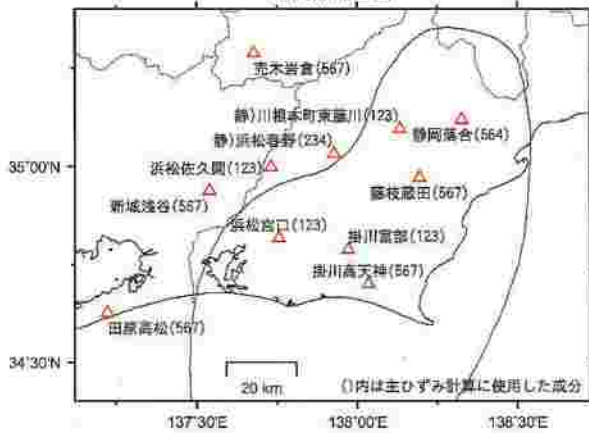 売木岩倉(567)
静)川根本町東藤川(123)
静岡落合(564)
静)浜松春野(234)
35°00'N
浜松佐久間(123)
藤枝蔵田(567)
新城浅谷(567)
浜松宮口(123)
掛川富部(123)
掛川高天神(567)
田原高松(567)
34°30'N
20 km
()内は主ひずみ計算に使用した成分
137°30'E
138°00'E
138°30'E